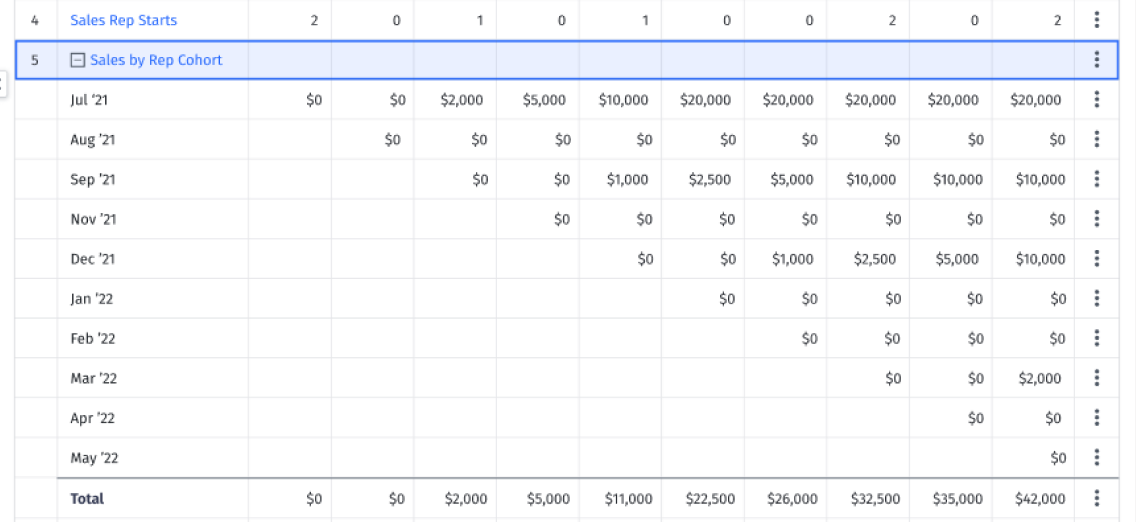 4 Sales Rep Starts 2 0 1 0 1 0 0 2 0 2
5 Sales by Rep Cohort
Jul '21 $0 $0 $2,000 $5,000 $10,000 $20,000 $20,000 $20,000 $20,000 $20,000
Aug '21 $0 $0 $0 $0 $0 $0 $0 $0 $0
Sep '21 $0 $0 $1,000 $2,500 $5,000 $10,000 $10,000 $10,000
Nov '21 $0 $0 $0 $0 $0 $0 $0
Dec '21 $0 $0 $1,000 $2,500 $5,000 $10,000
Jan '22 $0 $0 $0 $0 $0
Feb '22 $0 $0 $0 $0
Mar '22 $0 $0 $2,000
Apr '22 $0 $0
May '22 $0
Total $0 $0 $2,000 $5,000 $11,000 $22,500 $26,000 $32,500 $35,000 $42,000